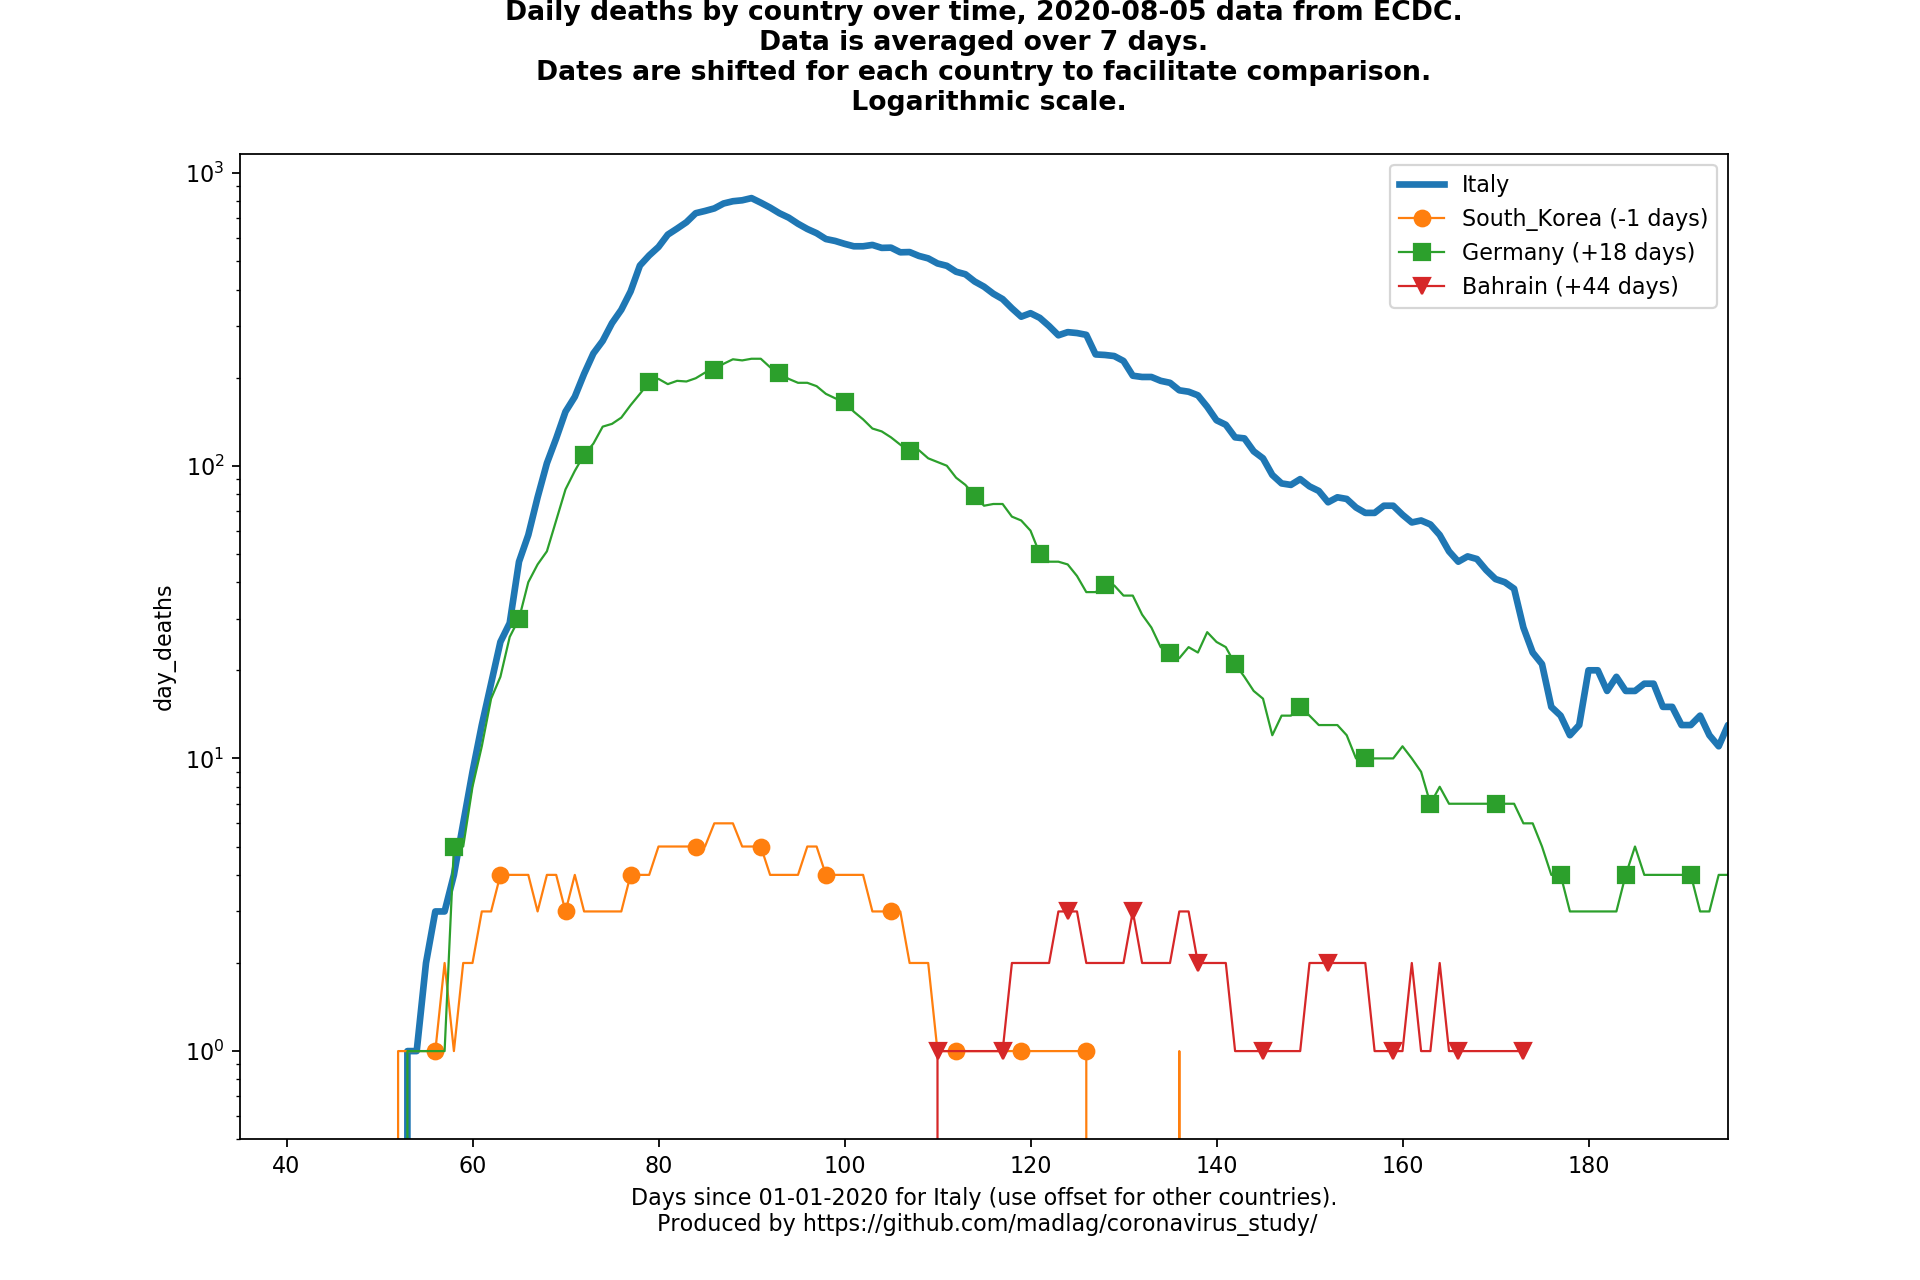 Daily deaths by country over time, 2020-08-05 data from ECDC.
Data is averaged over 7 days.
Dates are shifted for each country to facilitate comparison.
Logarithmic scale.
10³
10²
10¹
10⁰
day_deaths
Italy
South_Korea (-1 days)
Germany (+18 days)
Bahrain (+44 days)
40 60 80 100 120 140 160 180
Days since 01-01-2020 for Italy (use offset for other countries).
Produced by https://github.com/madlag/coronavirus_study/